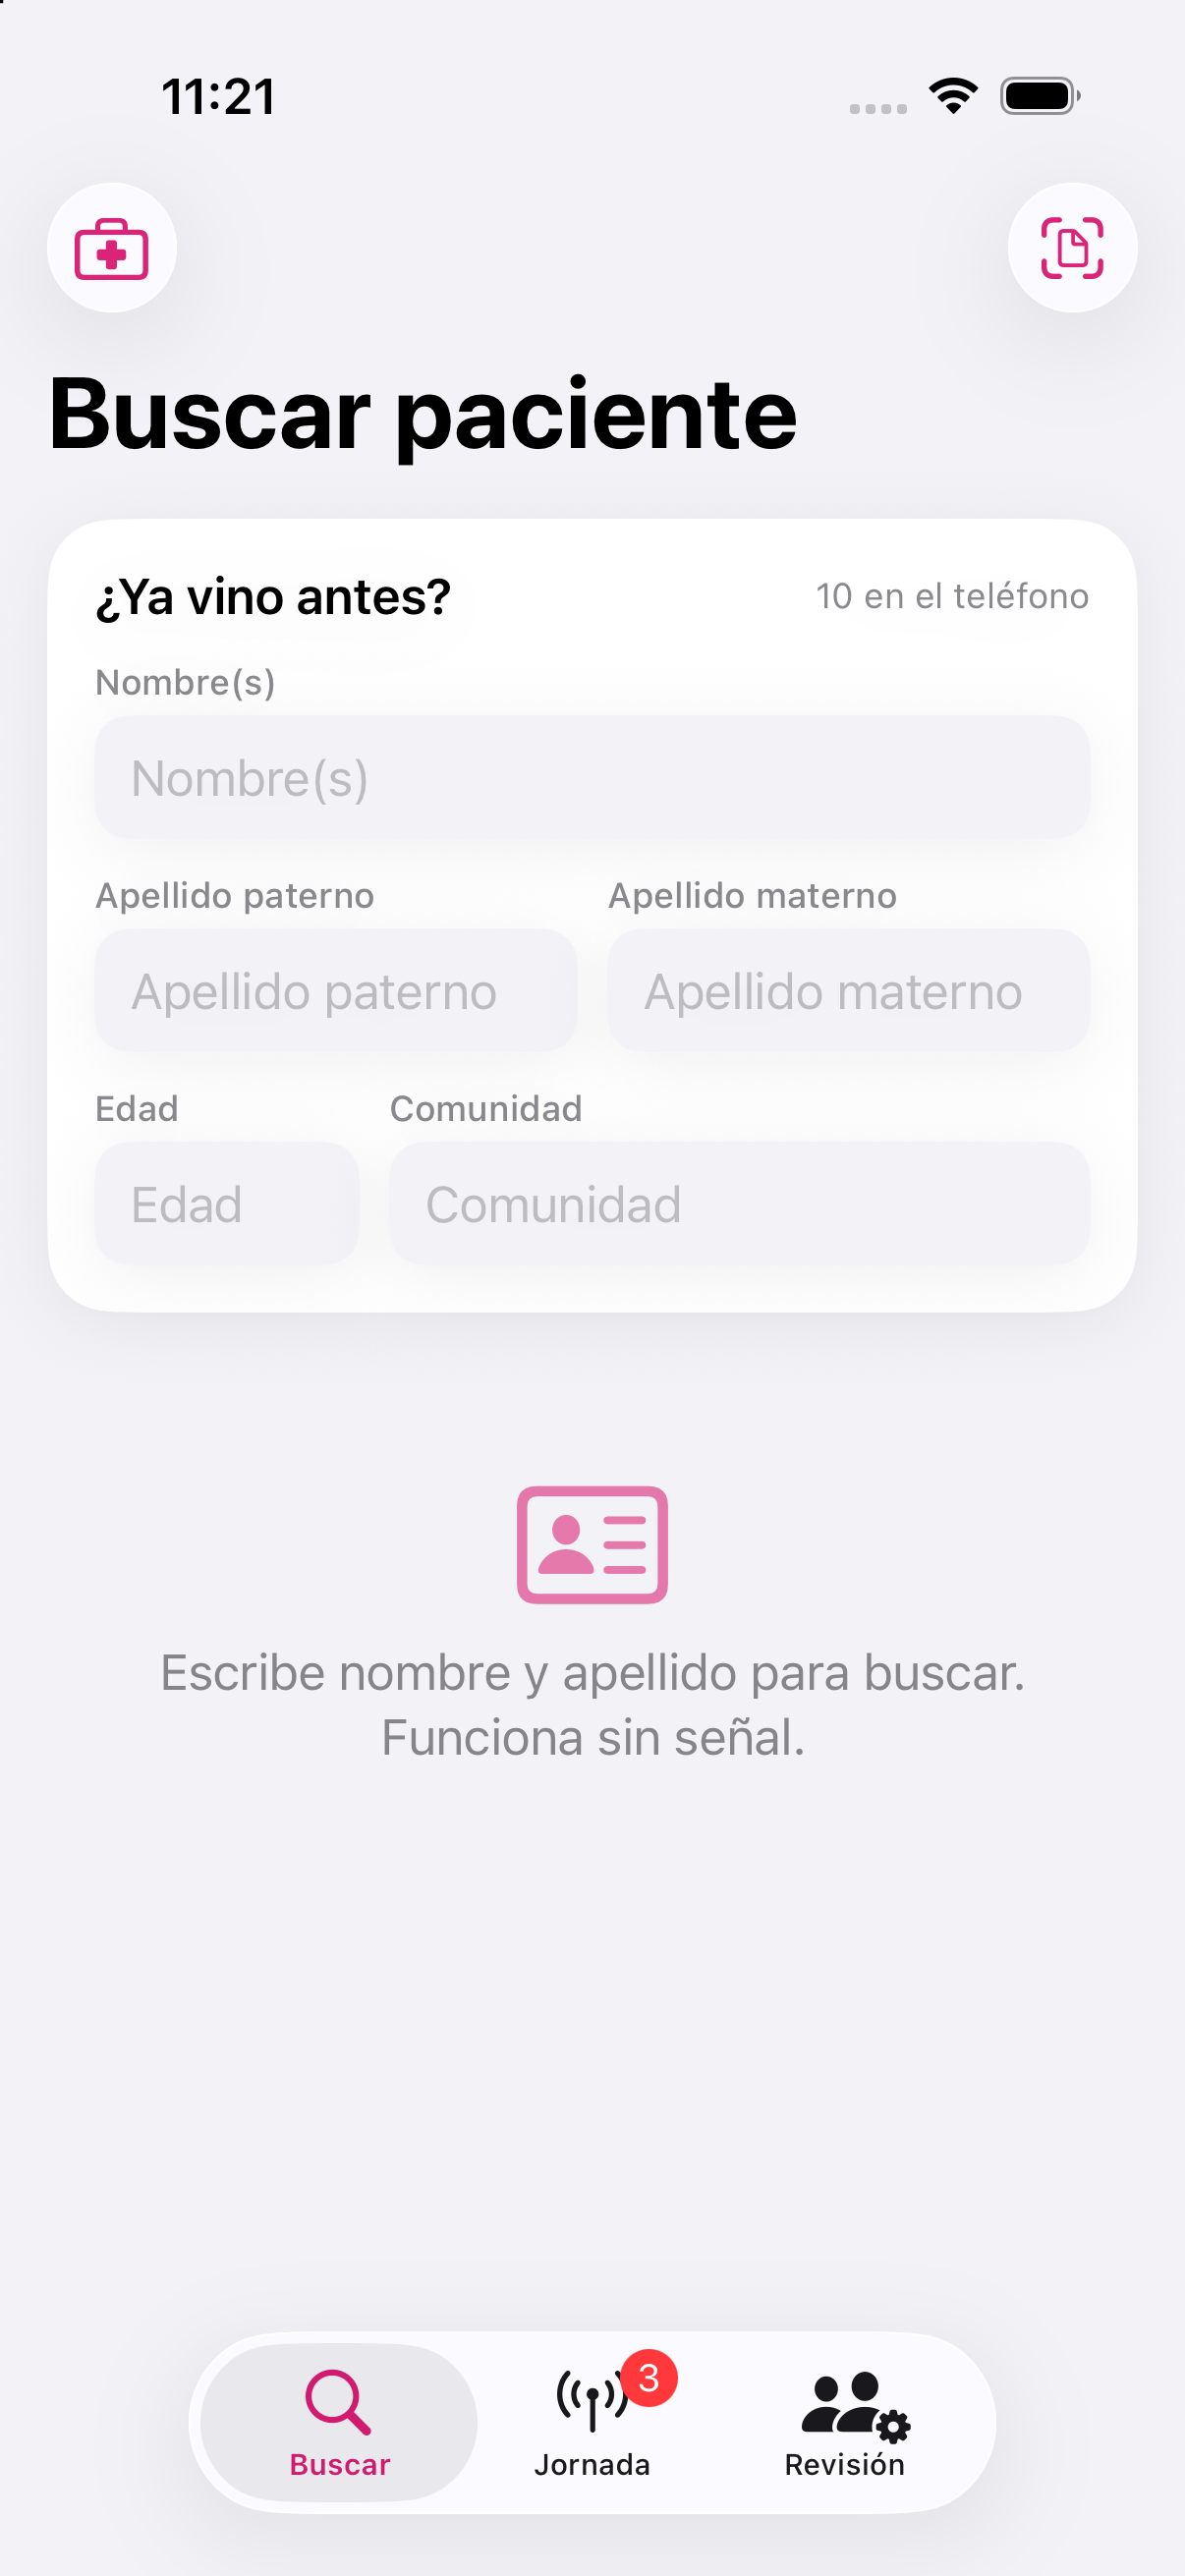 11:21
Buscar paciente
¿Ya vino antes?
10 en el teléfono
Nombre(s)
Nombre(s)
Apellido paterno
Apellido materno
Apellido paterno
Apellido materno
Edad
Comunidad
Edad
Comunidad
Escribe nombre y apellido para buscar.
Funciona sin señal.
3
Buscar
Jornada
Revisión